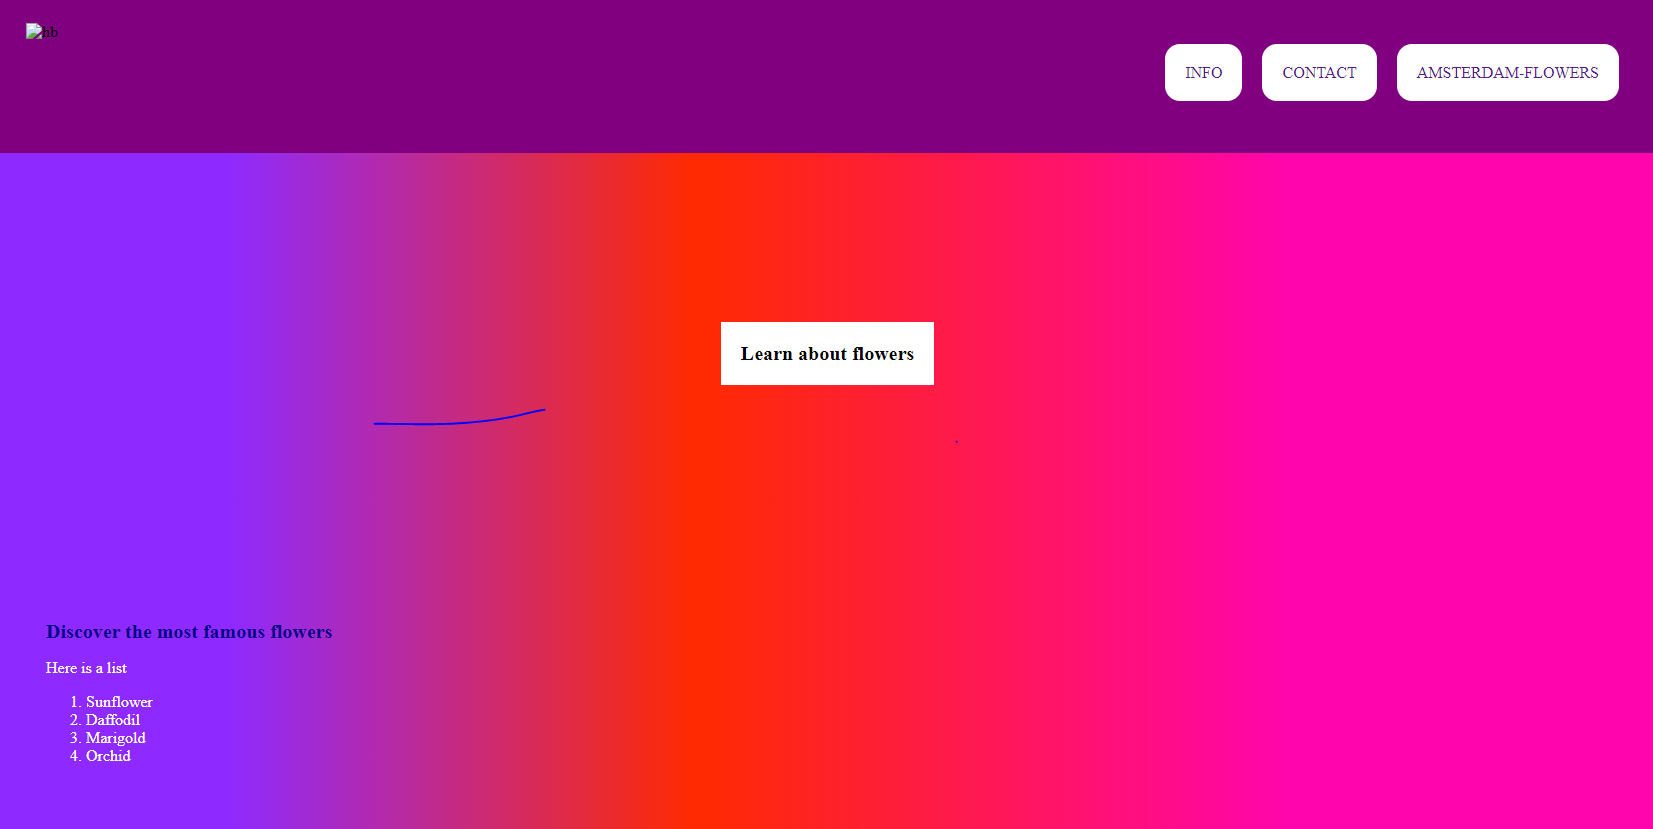 hb
INFO
CONTACT
AMSTERDAM-FLOWERS
Learn about flowers
Discover the most famous flowers
Here is a list
1. Sunflower
2. Daffodil
3. Marigold
4. Orchid